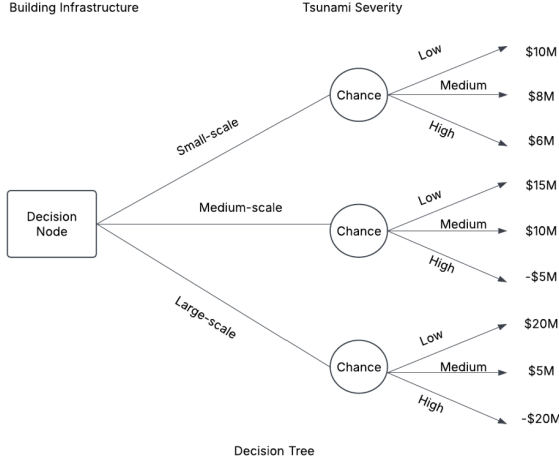 Building Infrastructure
Tsunami Severity
Decision
Node
Small-scale
Medium-scale
Large-scale
Chance
Low
Medium
High
$10M
$8M
$6M
Chance
Low
Medium
High
$15M
$10M
-$5M
Chance
Low
Medium
High
$20M
$5M
-$20M
Decision Tree